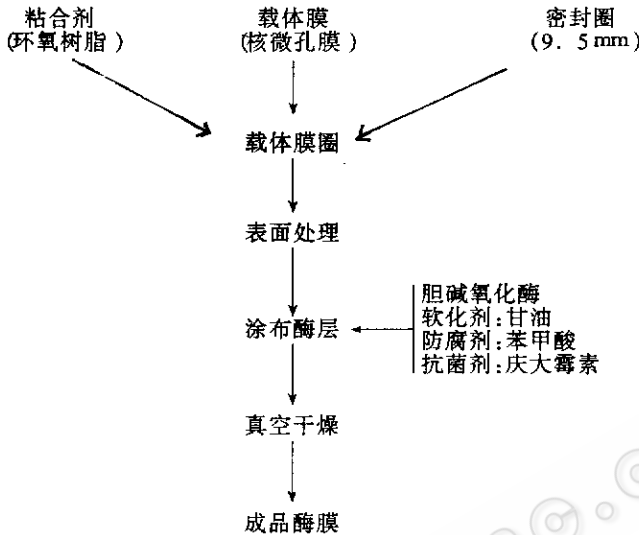 粘合剂
(环氧树脂)
载体膜
(核微孔膜)
密封圈
(9.5mm)
载体膜圈
表面处理
涂布酶层
胆碱氧化酶
软化剂:甘油
防腐剂:苯甲酸
抗菌剂:庆大霉素
真空干燥
成品酶膜